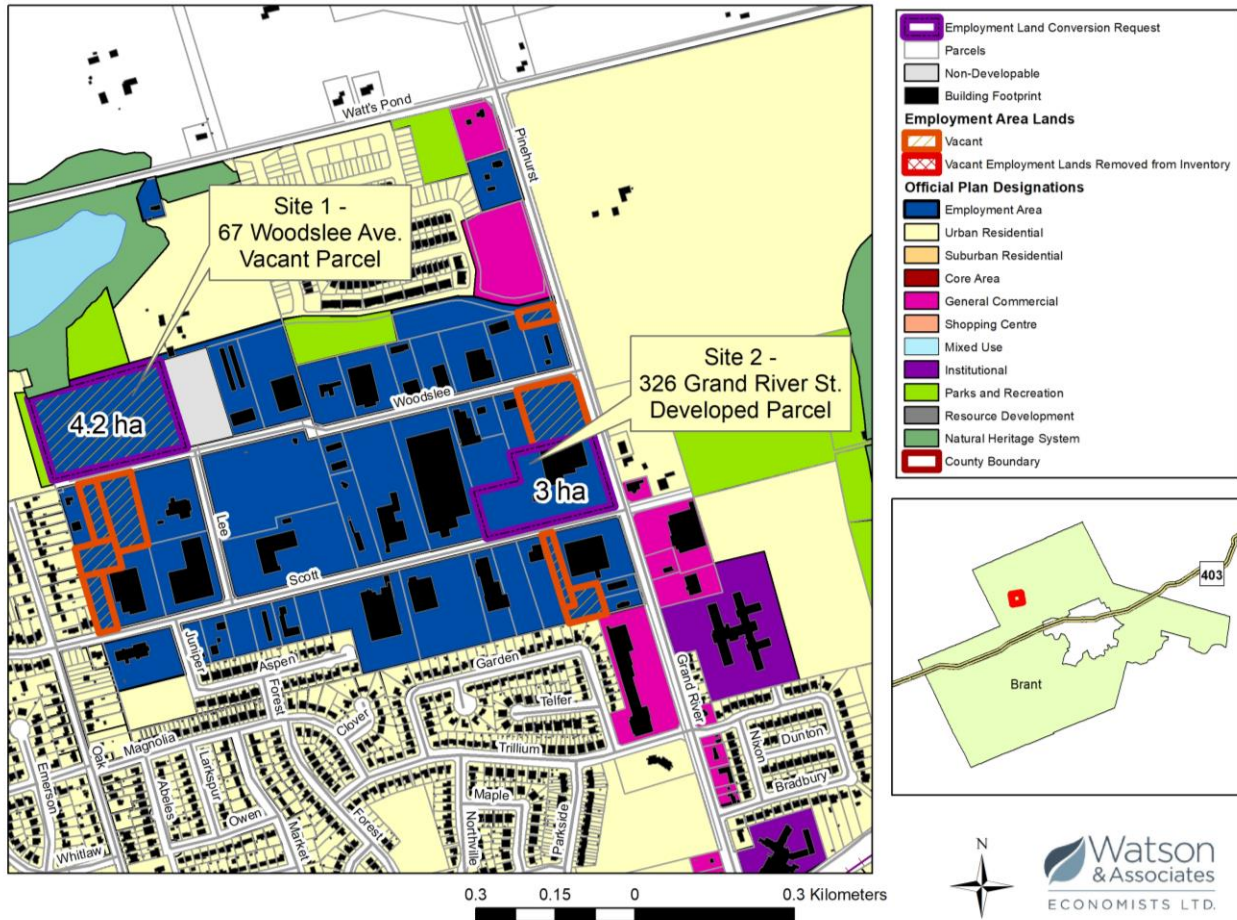 Watt's Pond
Pinehurst
Site 1 -
67 Woodslee Ave.
Vacant Parcel
Site 2 -
326 Grand River St.
Developed Parcel
Woodslee
4.2 ha
3 ha
Lee
Scott
Juniper
Aspen
Forest
Garden
Telfer
Clover
Grand River
Magnolia
Oak
Trillium
Nixon
Dunton
Bradbury
Emerson
Abeles
Larkspur
Owen
Market
Forest
Maple
Northville
Parkside
Whitlaw
Employment Land Conversion Request
Parcels
Non-Developable
Building Footprint
Employment Area Lands
Vacant
Vacant Employment Lands Removed from Inventory
Official Plan Designations
Employment Area
Urban Residential
Suburban Residential
Core Area
General Commercial
Shopping Centre
Mixed Use
Institutional
Parks and Recreation
Resource Development
Natural Heritage System
County Boundary
403
Brant
0.3 0.15 0 0.3 Kilometers
N
Watson
& Associates
ECONOMISTS LTD.